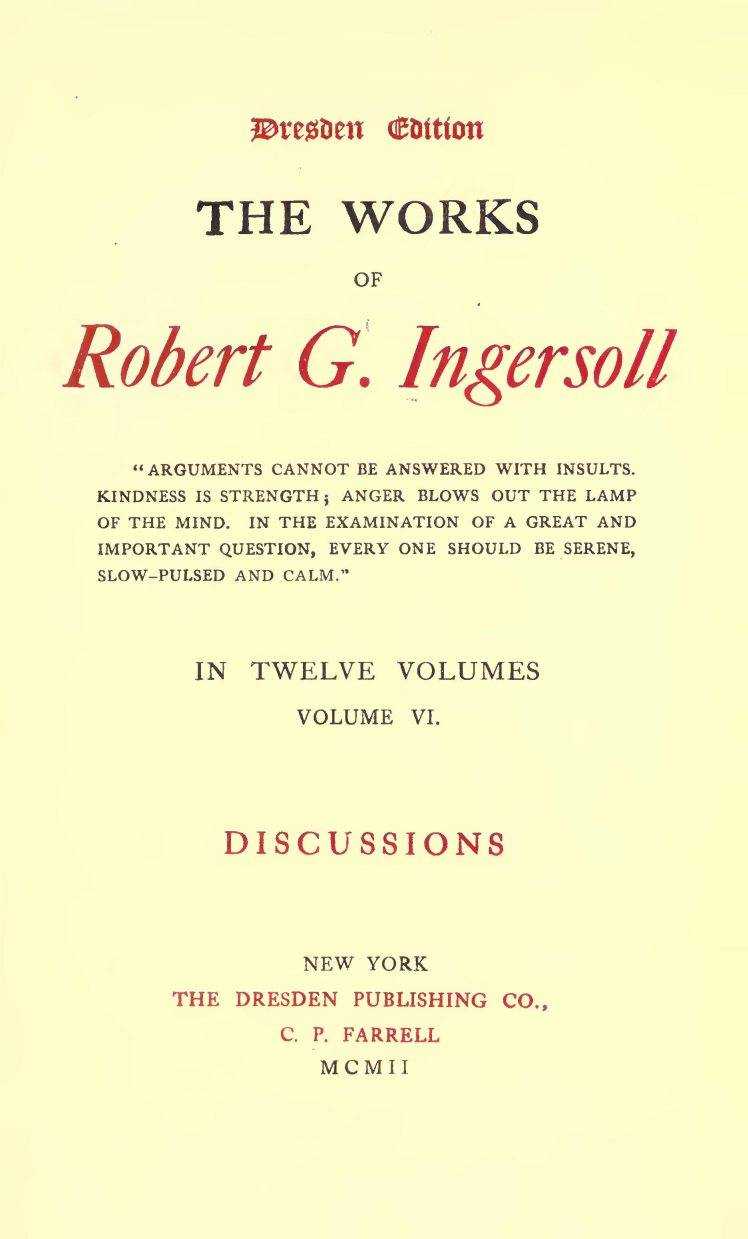 Dresden Edition
THE WORKS
OF
Robert G. Ingersoll
“ARGUMENTS CANNOT BE ANSWERED WITH INSULTS.
KINDNESS IS STRENGTH; ANGER BLOWS OUT THE LAMP
OF THE MIND. IN THE EXAMINATION OF A GREAT AND
IMPORTANT QUESTION, EVERY ONE SHOULD BE SERENE,
SLOW-PULSED AND CALM.”
IN TWELVE VOLUMES
VOLUME VI.
DISCUSSIONS
NEW YORK
THE DRESDEN PUBLISHING CO.,
C. P. FARRELL
MCMII